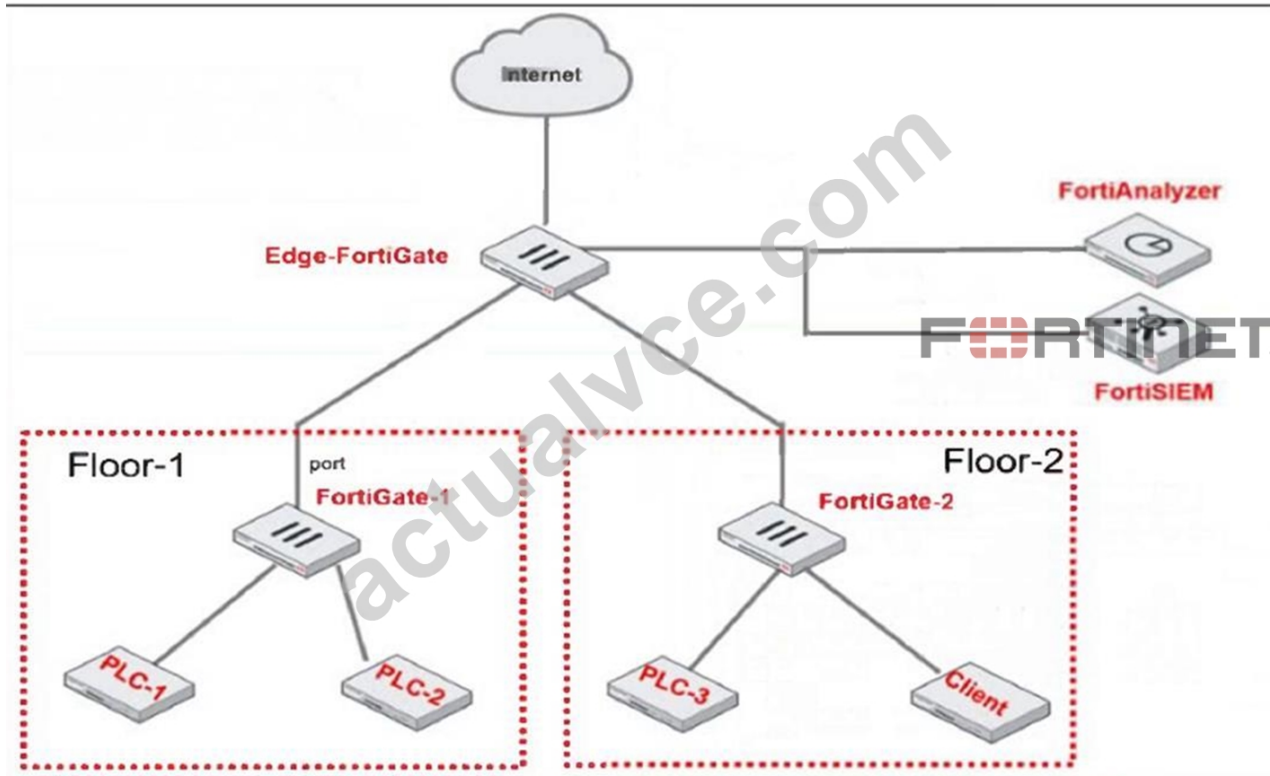 Internet
FortiAnalyzer
Edge-FortiGate
FORTINET
FortiSIEM
Floor-1
port
FortiGate-1
Floor-2
FortiGate-2
PLC-1
PLC-2
PLC-3
Client
actualvce.com